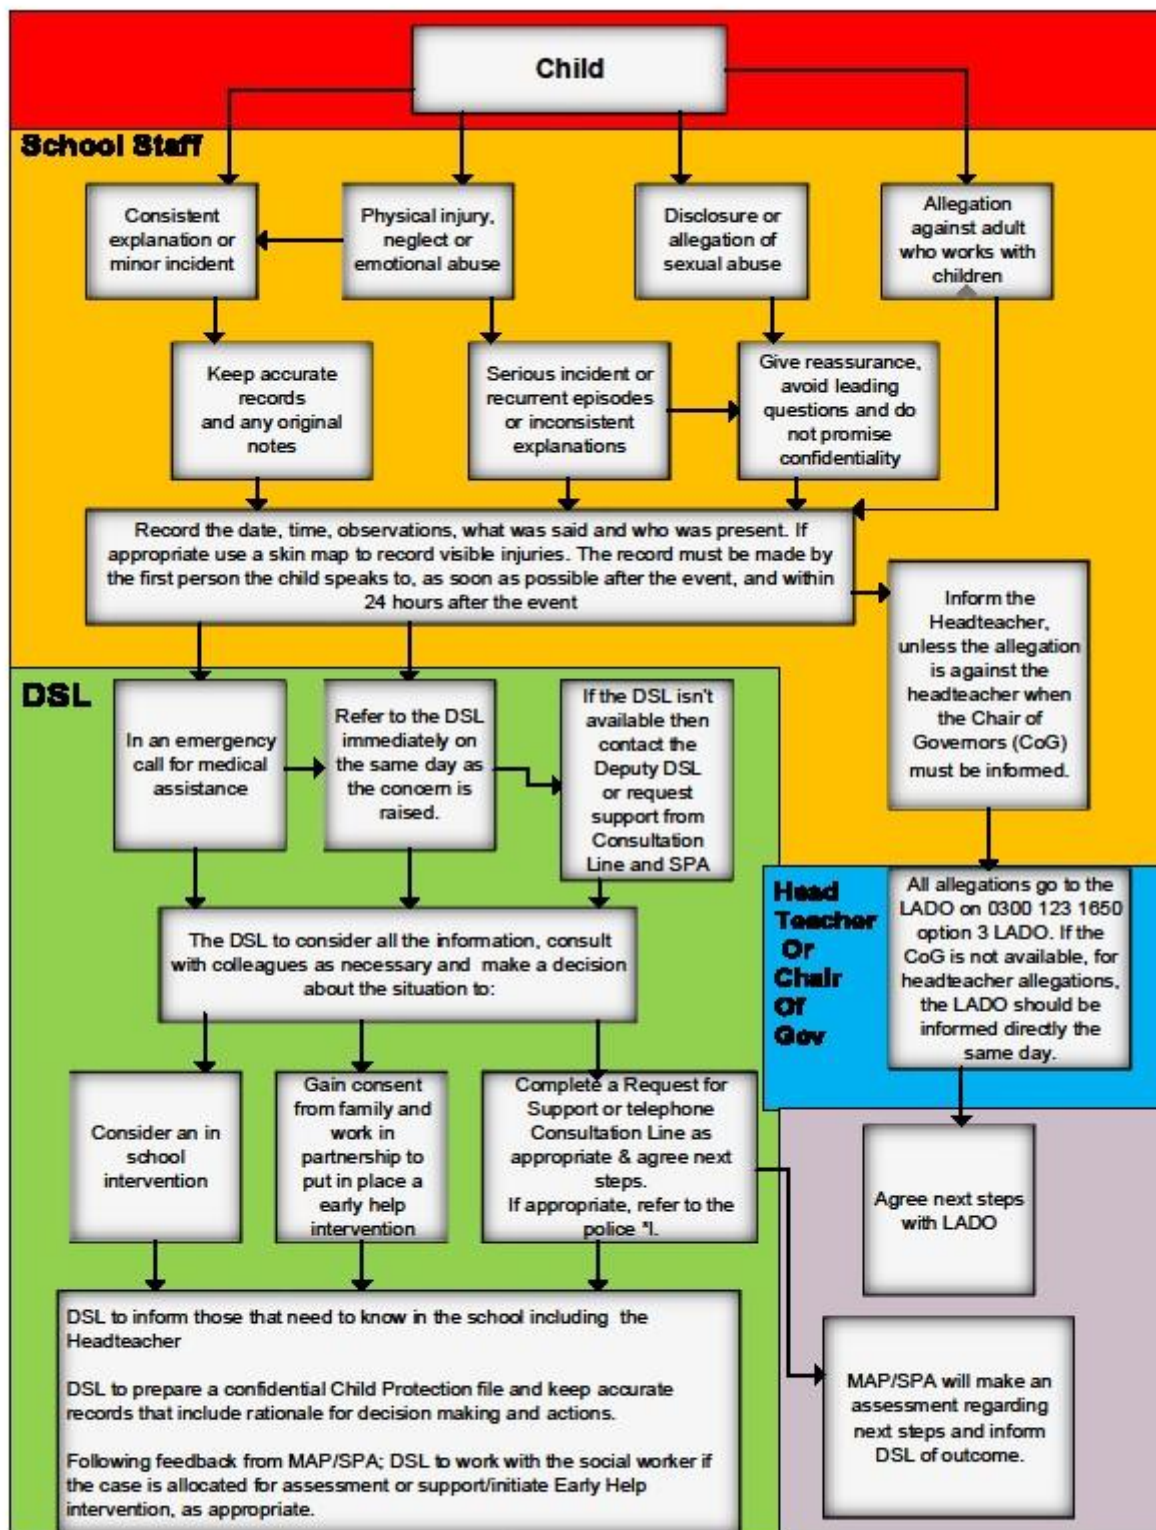 Child
School Staff
Consistent
explanation or
minor incident
Physical injury,
neglect or
emotional abuse
Disclosure or
allegation of
sexual abuse
Allegation
against adult
who works with
children
Keep accurate
records
and any original
notes
Serious incident or
recurrent episodes
or inconsistent
explanations
Give reassurance,
avoid leading
questions and do
not promise
confidentiality
Record the date, time, observations, what was said and who was present. If
appropriate use a skin map to record visible injuries. The record must be made by
the first person the child speaks to, as soon as possible after the event, and within
24 hours after the event
Inform the
Headteacher,
unless the allegation
is against the
headteacher when
the Chair of
Governors (CoG)
must be informed.
DSL
In an emergency
call for medical
assistance
Refer to the DSL
immediately on
the same day as
the concern is
raised.
If the DSL isn't
available then
contact the
Deputy DSL
or request
support from
Consultation
Line and SPA
Head
Teacher
Or
Chair
Of
Gov
All allegations go to the
LADO on 0300 123 1650
option 3 LADO. If the
CoG is not available, for
headteacher allegations,
the LADO should be
informed directly the
same day.
The DSL to consider all the information, consult
with colleagues as necessary and make a decision
about the situation to:
Consider an in
school
intervention
Gain consent
from family and
work in
partnership to
put in place a
early help
intervention
Complete a Request for
Support or telephone
Consultation Line as
appropriate & agree next
steps.
If appropriate, refer to the
police *I.
Agree next steps
with LADO
DSL to inform those that need to know in the school including the
Headteacher
DSL to prepare a confidential Child Protection file and keep accurate
records that include rationale for decision making and actions.
Following feedback from MAP/SPA; DSL to work with the social worker if
the case is allocated for assessment or support/initiate Early Help
intervention, as appropriate.
MAP/SPA will make an
assessment regarding
next steps and inform
DSL of outcome.